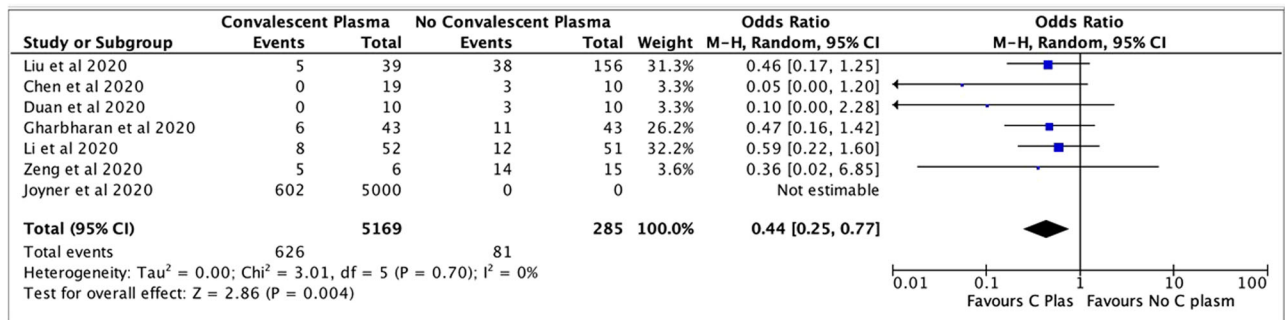 Convalescent Plasma No Convalescent Plasma Odds Ratio Odds Ratio
Study or Subgroup Events Total Events Total Weight M-H, Random, 95% CI M-H, Random, 95% CI
Liu et al 2020 5 39 38 156 31.3% 0.46 [0.17, 1.25]
Chen et al 2020 0 19 3 10 3.3% 0.05 [0.00, 1.20]
Duan et al 2020 0 10 3 10 3.3% 0.10 [0.00, 2.28]
Gharbharan et al 2020 6 43 11 43 26.2% 0.47 [0.16, 1.42]
Li et al 2020 8 52 12 51 32.2% 0.59 [0.22, 1.60]
Zeng et al 2020 5 6 14 15 3.6% 0.36 [0.02, 6.85]
Joyner et al 2020 602 5000 0 0 Not estimable
Total (95% CI) 5169 285 100.0% 0.44 [0.25, 0.77]
Total events 626 81
Heterogeneity: Tau² = 0.00; Chi² = 3.01, df = 5 (P = 0.70); I² = 0%
Test for overall effect: Z = 2.86 (P = 0.004)
0.01 0.1 1 10 100
Favours C Plas Favours No C plasm